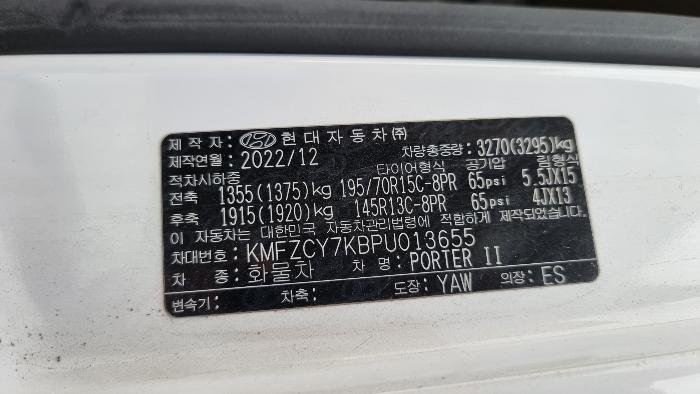 제 작 자: 현대자동차㈜
제작연월: 2022/12 차량총중량: 3270(3295)kg
적차시하중 타이어형식 공기압 림형식
전축 1355(1375)kg 195/70R15C-8PR 65psi 5.5JX15
후축 1915(1920)kg 145R13C-8PR 65psi 4JX13
이 자동차는 대한민국 자동차관리법령에 적합하게 제작되었음.
차대번호: KMFZCY7KBPU013655
차 종: 화물차 차 명: PORTER II
변속기: 차축: 도장: YAW 의장: ES